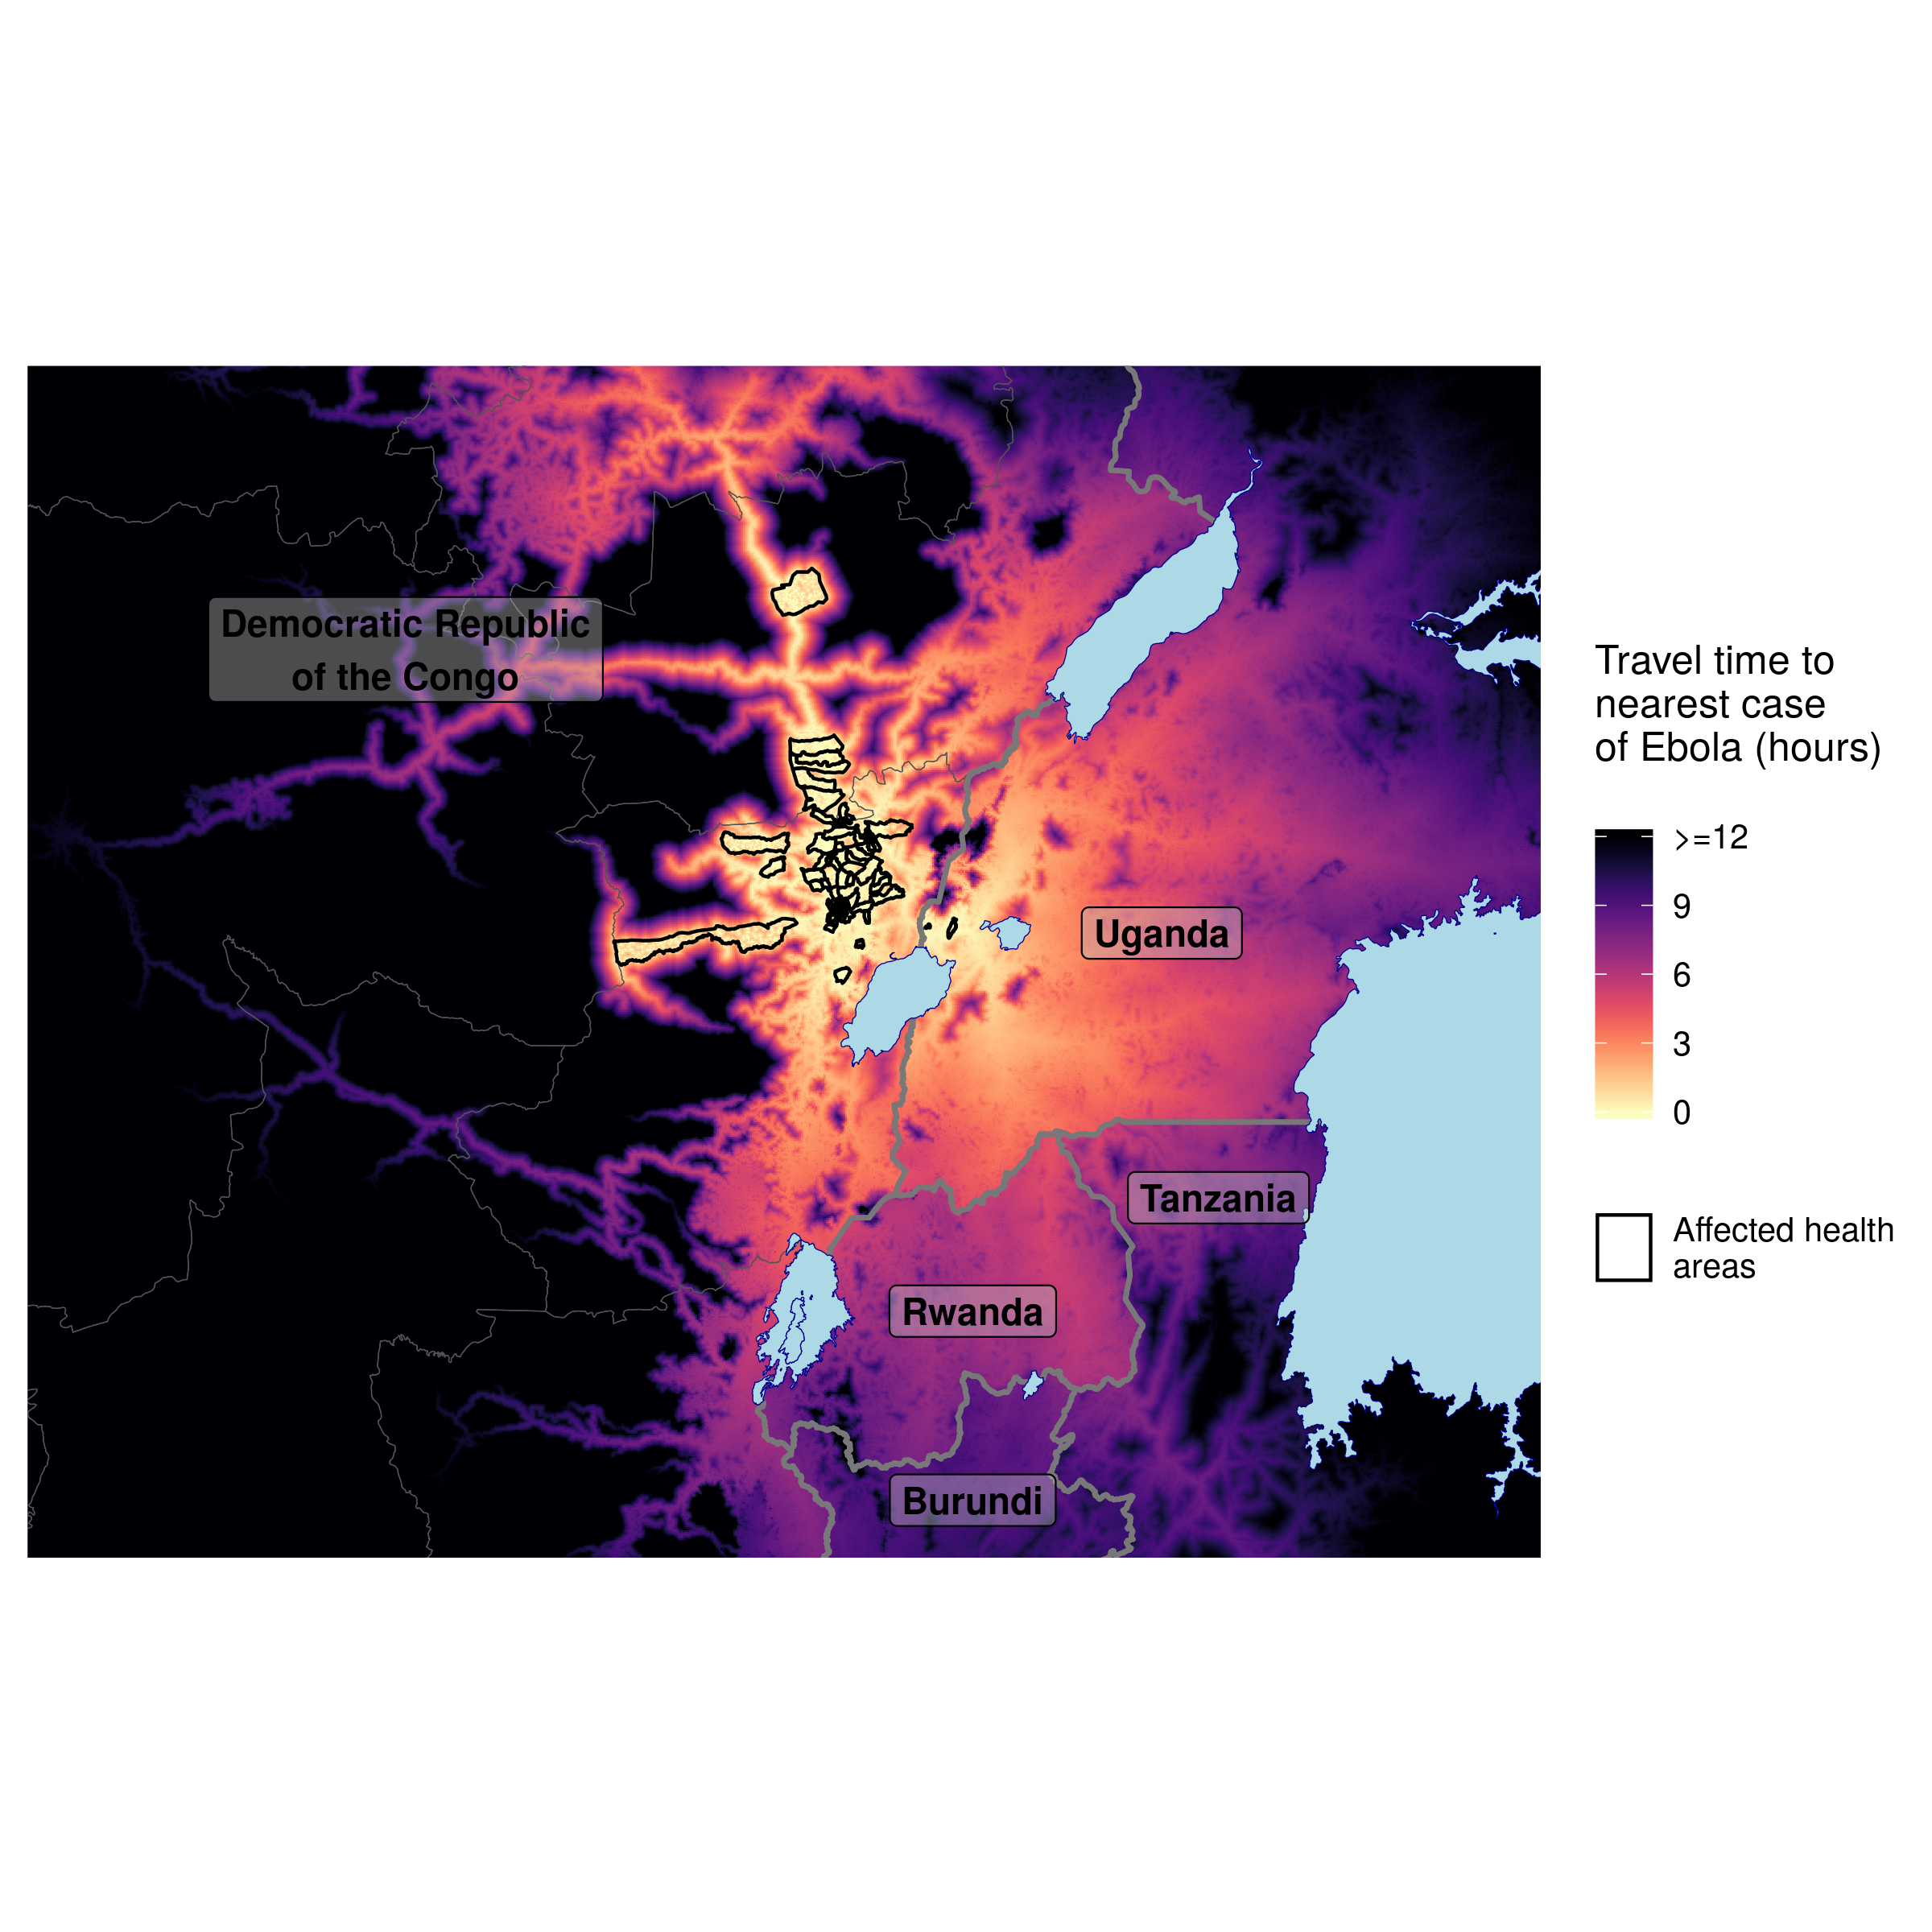 Democratic Republic
of the Congo
Uganda
Tanzania
Rwanda
Burundi
Travel time to
nearest case
of Ebola (hours)
>=12
9
6
3
0
Affected health
areas